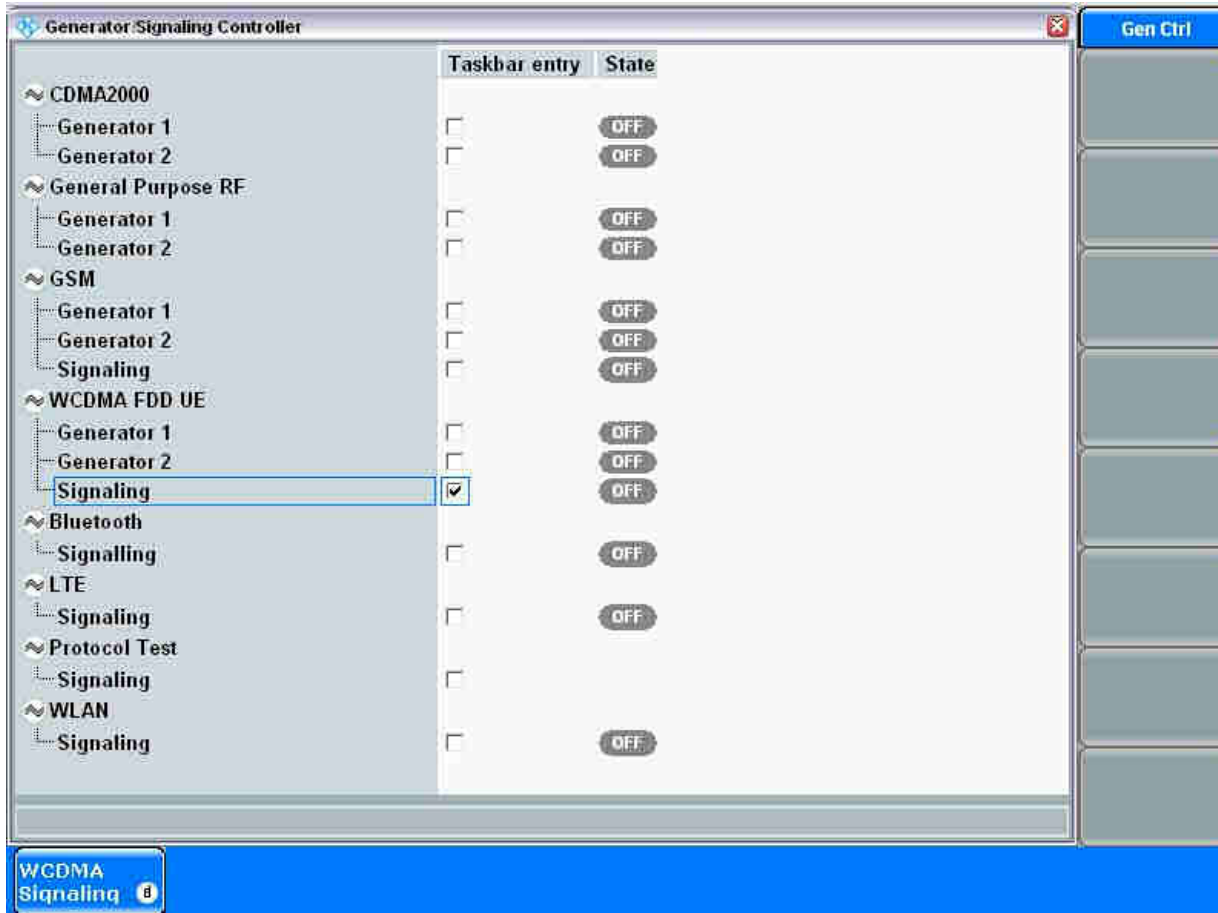 Generator/Signaling Controller
Gen Ctrl
Taskbar entry State
CDMA2000
Generator 1 OFF
Generator 2 OFF
General Purpose RF
Generator 1 OFF
Generator 2 OFF
GSM
Generator 1 OFF
Generator 2 OFF
Signaling OFF
WCDMA FDD UE
Generator 1 OFF
Generator 2 OFF
Signaling OFF
Bluetooth
Signalling OFF
LTE
Signaling OFF
Protocol Test
Signaling
WLAN
Signaling OFF
WCDMA
Signaling